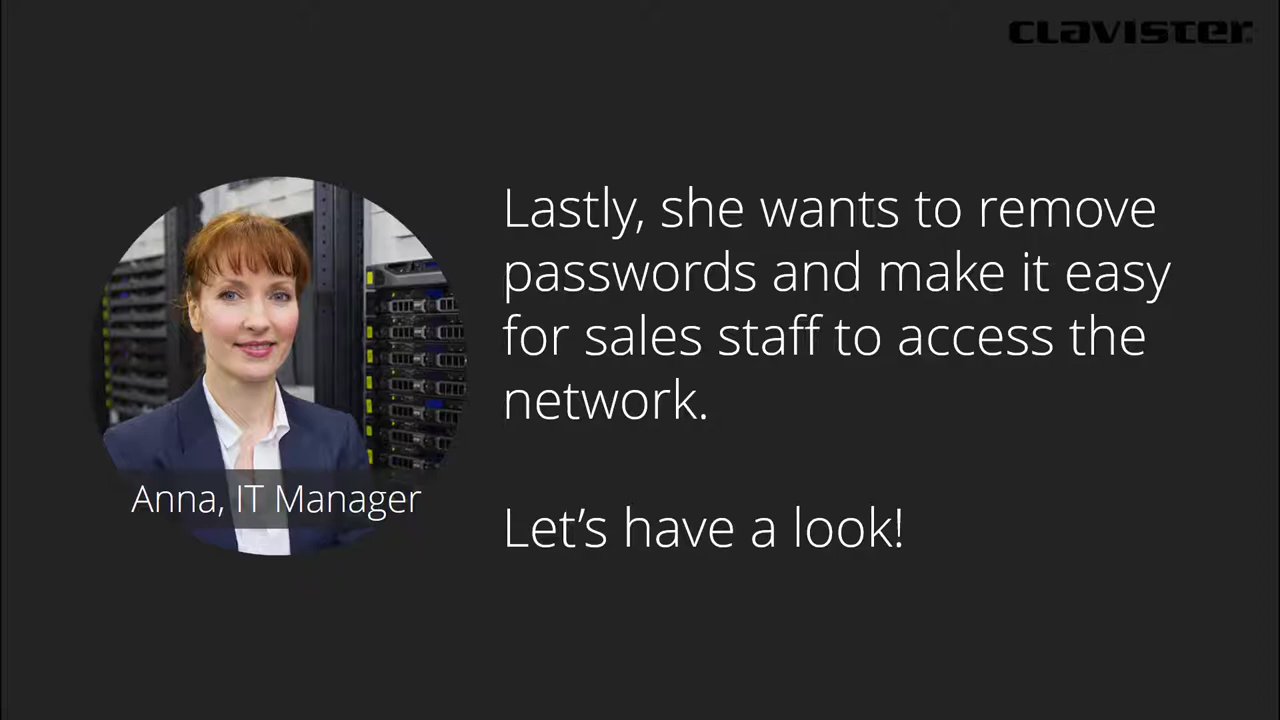 clavister
Lastly, she wants to remove
passwords and make it easy
for sales staff to access the
network.
Let’s have a look!
Anna, IT Manager